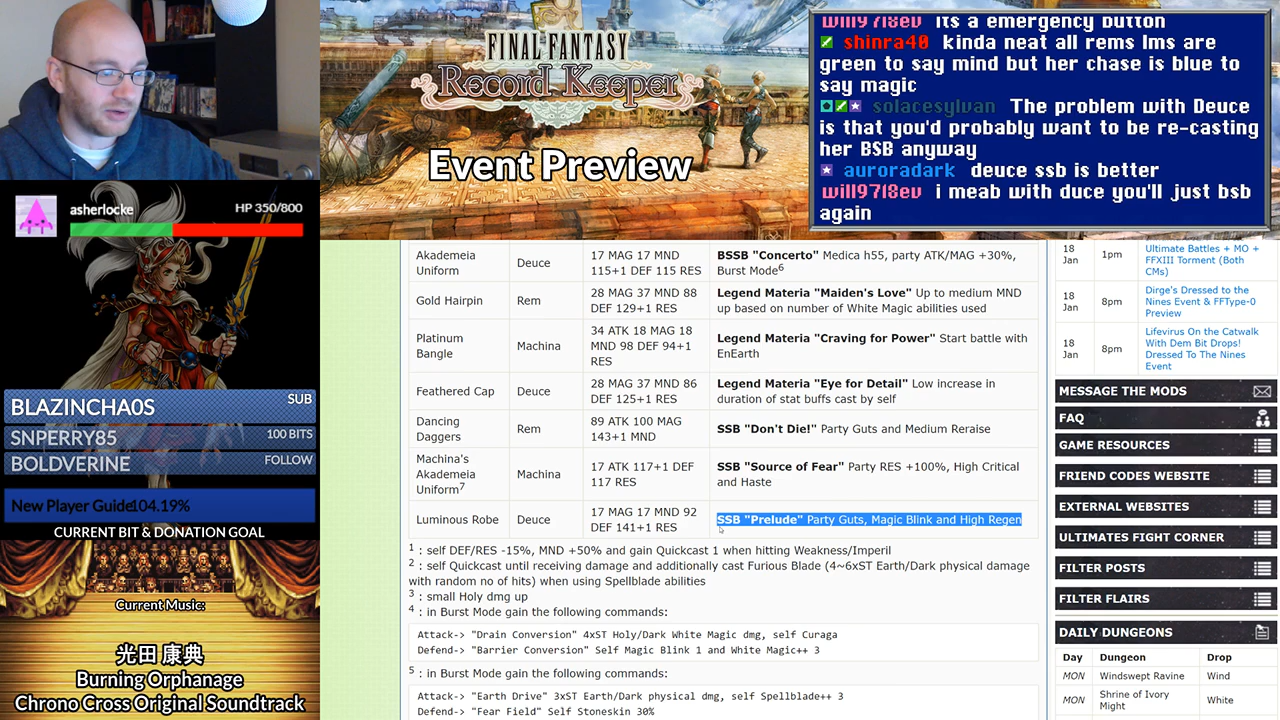 FINAL FANTASY
Record Keeper
Event Preview
will9718ev its a emergency button
shinra40 kinda neat all rems lms are
green to say mind but her chase is blue to
say magic
solacesylvan The problem with Deuce
is that you'd probably want to be re-casting
her BSB anyway
auroradark deuce ssb is better
will9718ev i meab with duce you'll just bsb
again
asherlocke HP 350/800
BLAZINCHA0S SUB
SNPERRY85 100 BITS
BOLDVERINE FOLLOW
New Player Guide104.19%
CURRENT BIT & DONATION GOAL
Current Music:
光田 康典
Burning Orphanage
Chrono Cross Original Soundtrack
Akademeia
Uniform
Deuce
17 MAG 17 MND
115+1 DEF 115 RES
BSSB "Concerto" Medica h55, party ATK/MAG +30%,
Burst Mode6
Gold Hairpin
Rem
28 MAG 37 MND 88
DEF 129+1 RES
Legend Materia "Maiden's Love" Up to medium MND
up based on number of White Magic abilities used
Platinum
Bangle
Machina
34 ATK 18 MAG 18
MND 98 DEF 94+1
RES
Legend Materia "Craving for Power" Start battle with
EnEarth
Feathered Cap
Deuce
28 MAG 37 MND 86
DEF 125+1 RES
Legend Materia "Eye for Detail" Low increase in
duration of stat buffs cast by self
Dancing
Daggers
Rem
89 ATK 100 MAG
143+1 MND
SSB "Don't Die!" Party Guts and Medium Reraise
Machina's
Akademeia
Uniform7
Machina
17 ATK 117+1 DEF
117 RES
SSB "Source of Fear" Party RES +100%, High Critical
and Haste
Luminous Robe
Deuce
17 MAG 17 MND 92
DEF 141+1 RES
SSB "Prelude" Party Guts, Magic Blink and High Regen
1 : self DEF/RES -15%, MND +50% and gain Quickcast 1 when hitting Weakness/Imperil
2 : self Quickcast until receiving damage and additionally cast Furious Blade (4~6xST Earth/Dark physical damage
with random no of hits) when using Spellblade abilities
3 : small Holy dmg up
4 : in Burst Mode gain the following commands:
Attack-> "Drain Conversion" 4xST Holy/Dark White Magic dmg, self Curaga
Defend-> "Barrier Conversion" Self Magic Blink 1 and White Magic++ 3
5 : in Burst Mode gain the following commands:
Attack-> "Earth Drive" 3xST Earth/Dark physical dmg, self Spellblade++ 3
Defend-> "Fear Field" Self Stoneskin 30%
18
Jan
1pm
Ultimate Battles + MO +
FFXIII Torment (Both
CMs)
18
Jan
8pm
Dirge's Dressed to the
Nines Event & FFType-0
Preview
18
Jan
8pm
Lifevirus On the Catwalk
With Dem Bit Drops!
Dressed To The Nines
Event
MESSAGE THE MODS
FAQ
GAME RESOURCES
FRIEND CODES WEBSITE
EXTERNAL WEBSITES
ULTIMATES FIGHT CORNER
FILTER POSTS
FILTER FLAIRS
DAILY DUNGEONS
Day Dungeon Drop
MON Windswept Ravine Wind
MON Shrine of Ivory
Might
White